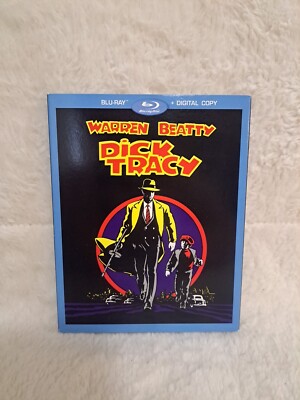 BLU-RAY + DIGITAL COPY
WARREN BEATTY
DICK
TRACY